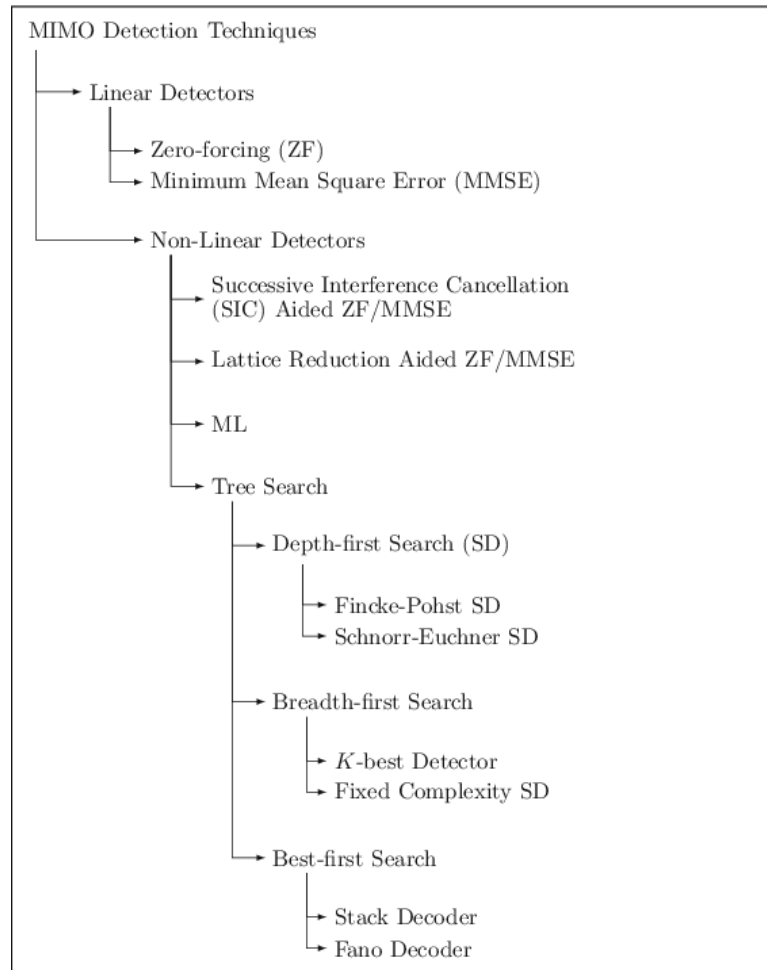 MIMO Detection Techniques
Linear Detectors
Zero-forcing (ZF)
Minimum Mean Square Error (MMSE)
Non-Linear Detectors
Successive Interference Cancellation
(SIC) Aided ZF/MMSE
Lattice Reduction Aided ZF/MMSE
ML
Tree Search
Depth-first Search (SD)
Fincke-Pohst SD
Schnorr-Euchner SD
Breadth-first Search
K-best Detector
Fixed Complexity SD
Best-first Search
Stack Decoder
Fano Decoder